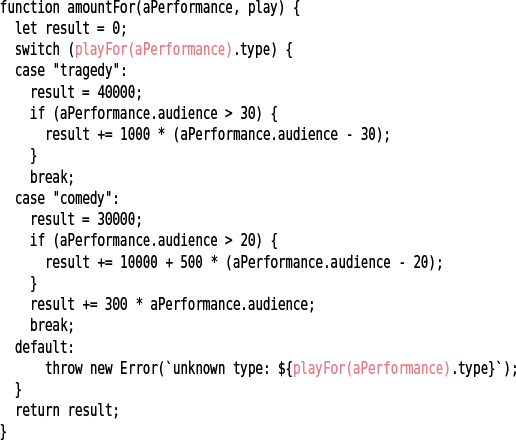 function amountFor(aPerformance, play) {
  let result = 0;
  switch (playFor(aPerformance).type) {
  case "tragedy":
    result = 40000;
    if (aPerformance.audience > 30) {
      result += 1000 * (aPerformance.audience - 30);
    }
    break;
  case "comedy":
    result = 30000;
    if (aPerformance.audience > 20) {
      result += 10000 + 500 * (aPerformance.audience - 20);
    }
    result += 300 * aPerformance.audience;
    break;
  default:
      throw new Error(`unknown type: ${playFor(aPerformance).type}`);
  }
  return result;
}